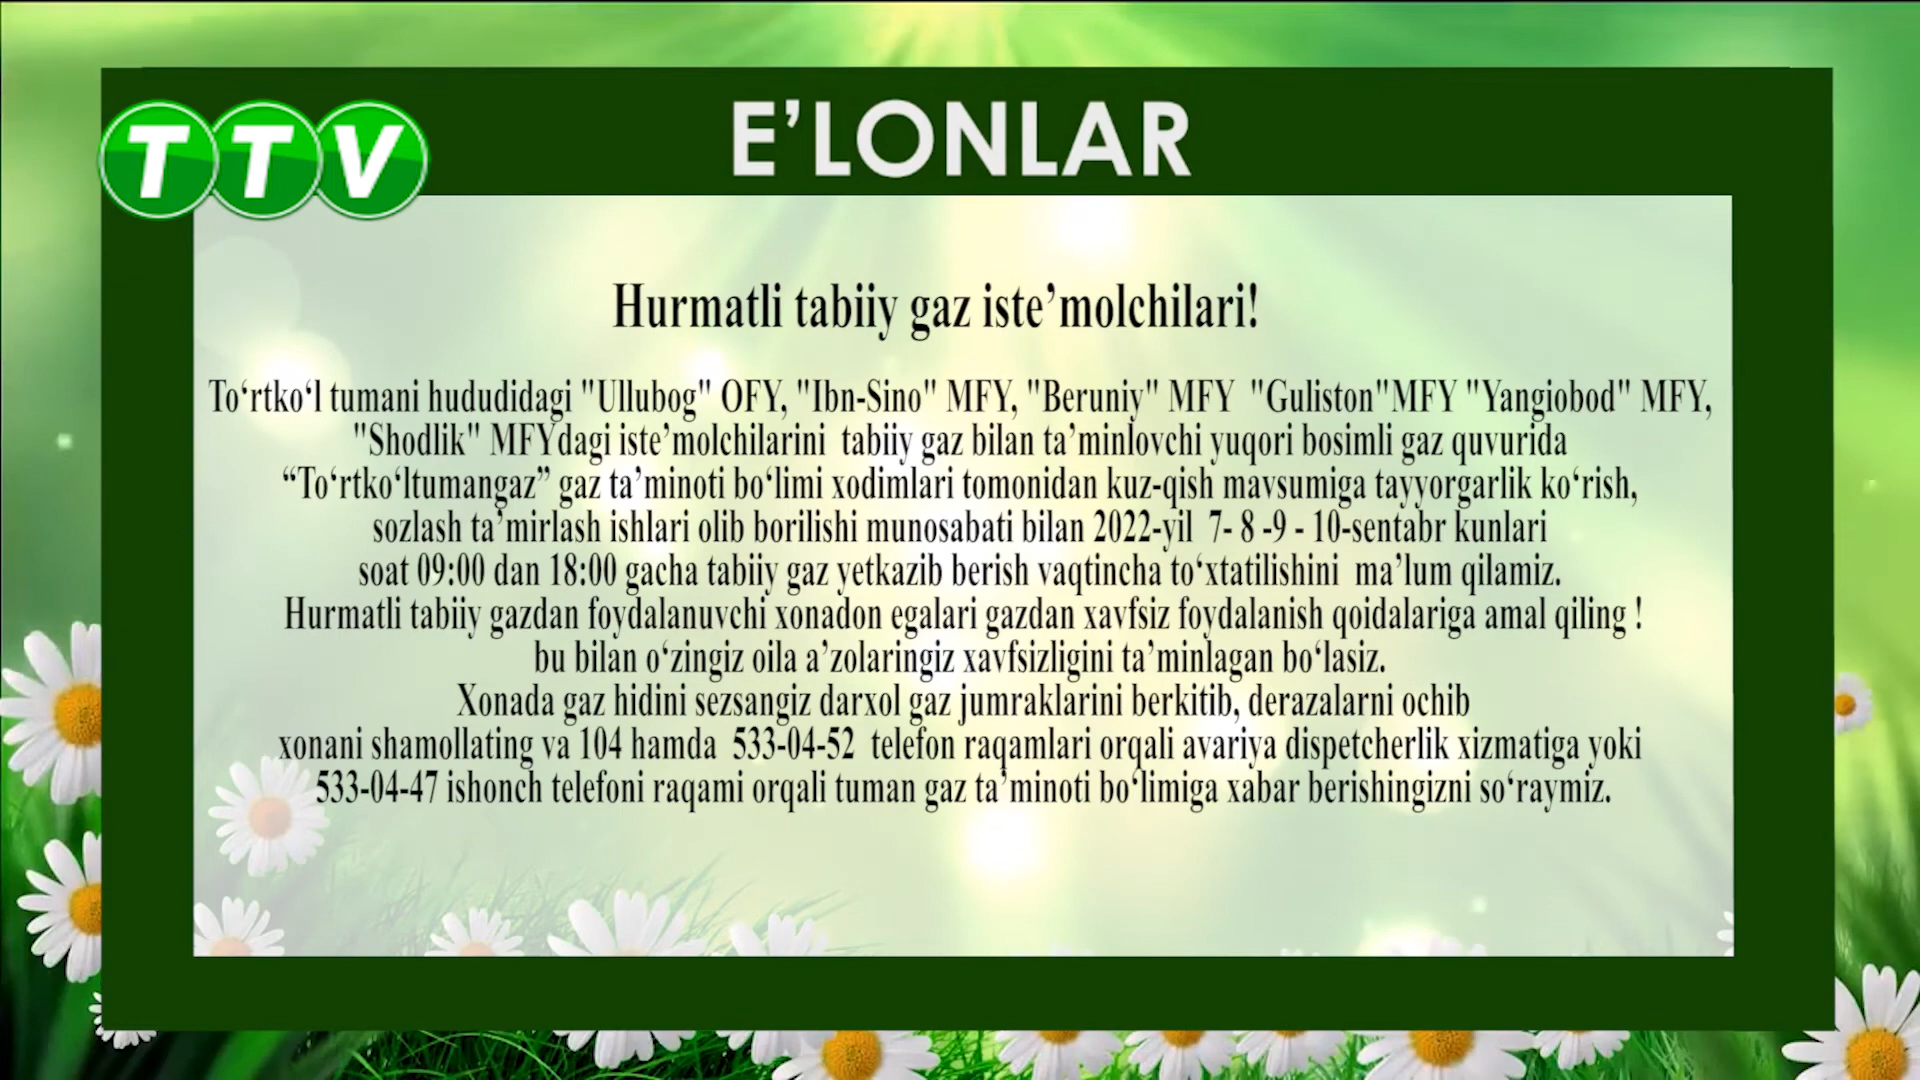 TTV
E’LONLAR
Hurmatli tabiiy gaz iste’molchilari!
To‘rtko‘l tumani hududidagi "Ullubog" OFY, "Ibn-Sino" MFY, "Beruniy" MFY "Guliston"MFY "Yangiobod" MFY,
"Shodlik" MFYdagi iste’molchilarini tabiiy gaz bilan ta’minlovchi yuqori bosimli gaz quvurida
“To‘rtko‘ltumangaz” gaz ta’minoti bo‘limi xodimlari tomonidan kuz-qish mavsumiga tayyorgarlik ko‘rish,
sozlash ta’mirlash ishlari olib borilishi munosabati bilan 2022-yil 7- 8 -9 - 10-sentabr kunlari
soat 09:00 dan 18:00 gacha tabiiy gaz yetkazib berish vaqtincha to‘xtatilishini ma’lum qilamiz.
Hurmatli tabiiy gazdan foydalanuvchi xonadon egalari gazdan xavfsiz foydalanish qoidalariga amal qiling !
bu bilan o‘zingiz oila a’zolaringiz xavfsizligini ta’minlagan bo‘lasiz.
Xonada gaz hidini sezsangiz darxol gaz jumraklarini berkitib, derazalarni ochib
xonani shamollating va 104 hamda 533-04-52 telefon raqamlari orqali avariya dispetcherlik xizmatiga yoki
533-04-47 ishonch telefoni raqami orqali tuman gaz ta’minoti bo‘limiga xabar berishingizni so‘raymiz.